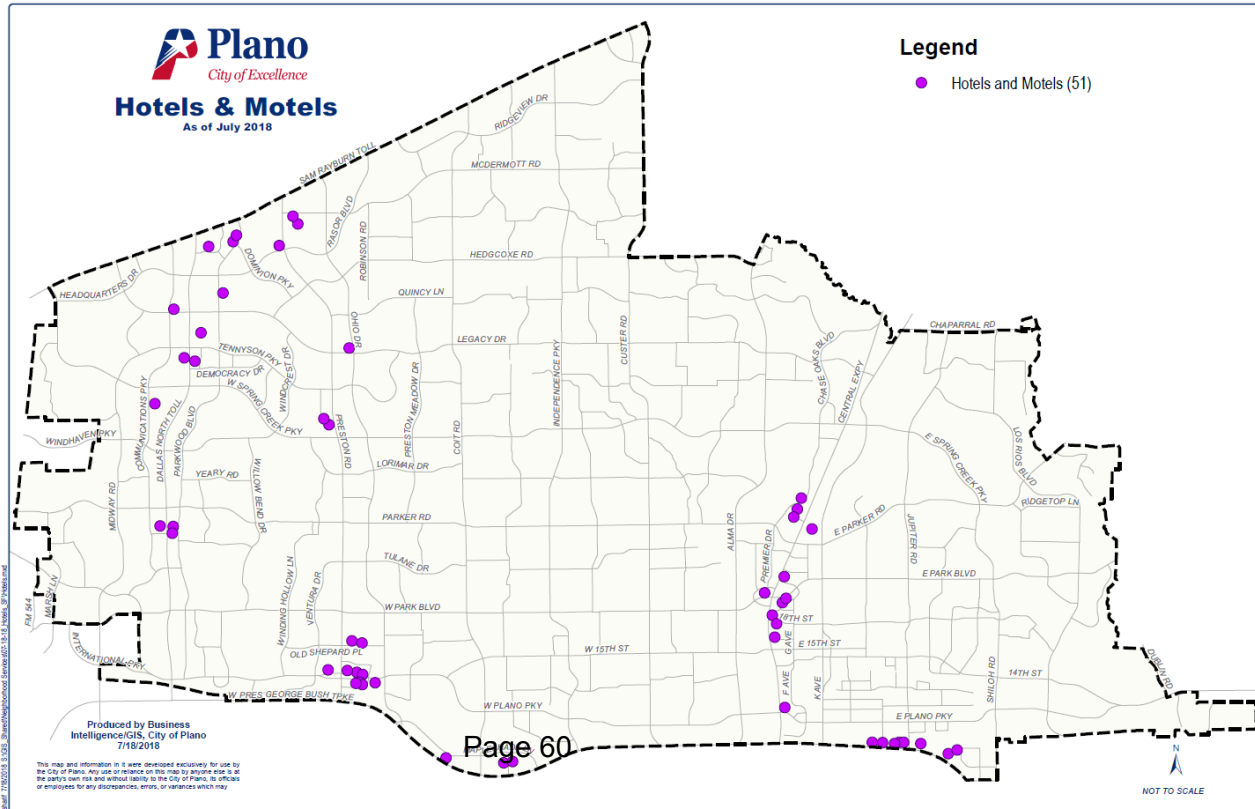 Plano
City of Excellence
Hotels & Motels
As of July 2018
Legend
Hotels and Motels (51)
RIDGEVIEW DR
MCDERMOTT RD
SAM RAYBURN TOLL
RASOR BLVD
ROBINSON RD
HEDGCOXE RD
DOMINION PKY
HEADQUARTERS DR
QUINCY LN
OHIO DR
LEGACY DR
CUSTER RD
INDEPENDENCE PKY
CHAPARRAL RD
CHASE OAKS BLVD
CENTRAL EXPY
TENNYSON PKY
DEMOCRACY DR
WINDCREST DR
W SPRING CREEK PKY
PRESTON MEADOW DR
COMMUNICATIONS PKY
DALLAS NORTH TOLL
PARKWOOD BLVD
WINDHAVEN PKY
PRESTON RD
COIT RD
LORIMAR DR
YEARY RD
WILLOW BEND DR
MIDWAY RD
E SPRING CREEK PKY
LOS RIOS BLVD
RIDGETOP LN
PARKER RD
ALMA DR
PREMIER DR
E PARKER RD
JUPITER RD
TULANE DR
E PARK BLVD
WINDING HOLLOW LN
VENTURA DR
W PARK BLVD
MARSH LN
FM 544
INTERNATIONAL PKY
OLD SHEPARD PL
W 15TH ST
18TH ST
G AVE
E 15TH ST
14TH ST
SHILOH RD
DUBLIN RD
W PRES GEORGE BUSH TPKE
W PLANO PKY
F AVE
K AVE
E PLANO PKY
Page 60
Produced by Business
Intelligence/GIS, City of Plano
7/18/2018
This map and information in it were developed exclusively for use by
the City of Plano. Any use or reliance on this map by anyone else is at
the party's own risk and without liability to the City of Plano, its officials
or employees for any discrepancies, errors, or variances which may
N
NOT TO SCALE